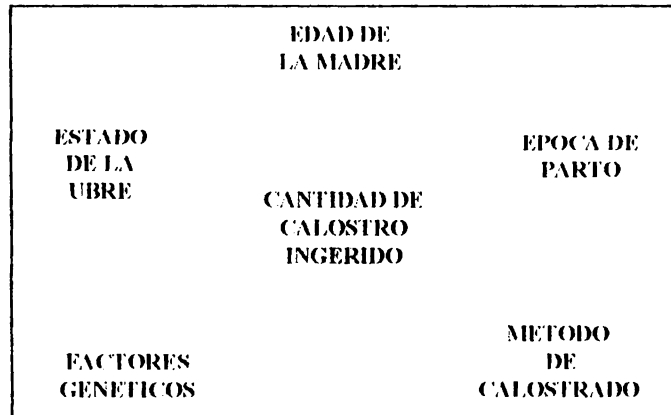 EDAD DE
LA MADRE
ESTADO
DE LA
UBRE
EPOCA DE
PARTO
CANTIDAD DE
CALOSTRO
INGERIDO
FACTORES
GENETICOS
METODO
DE
CALOSTRADO